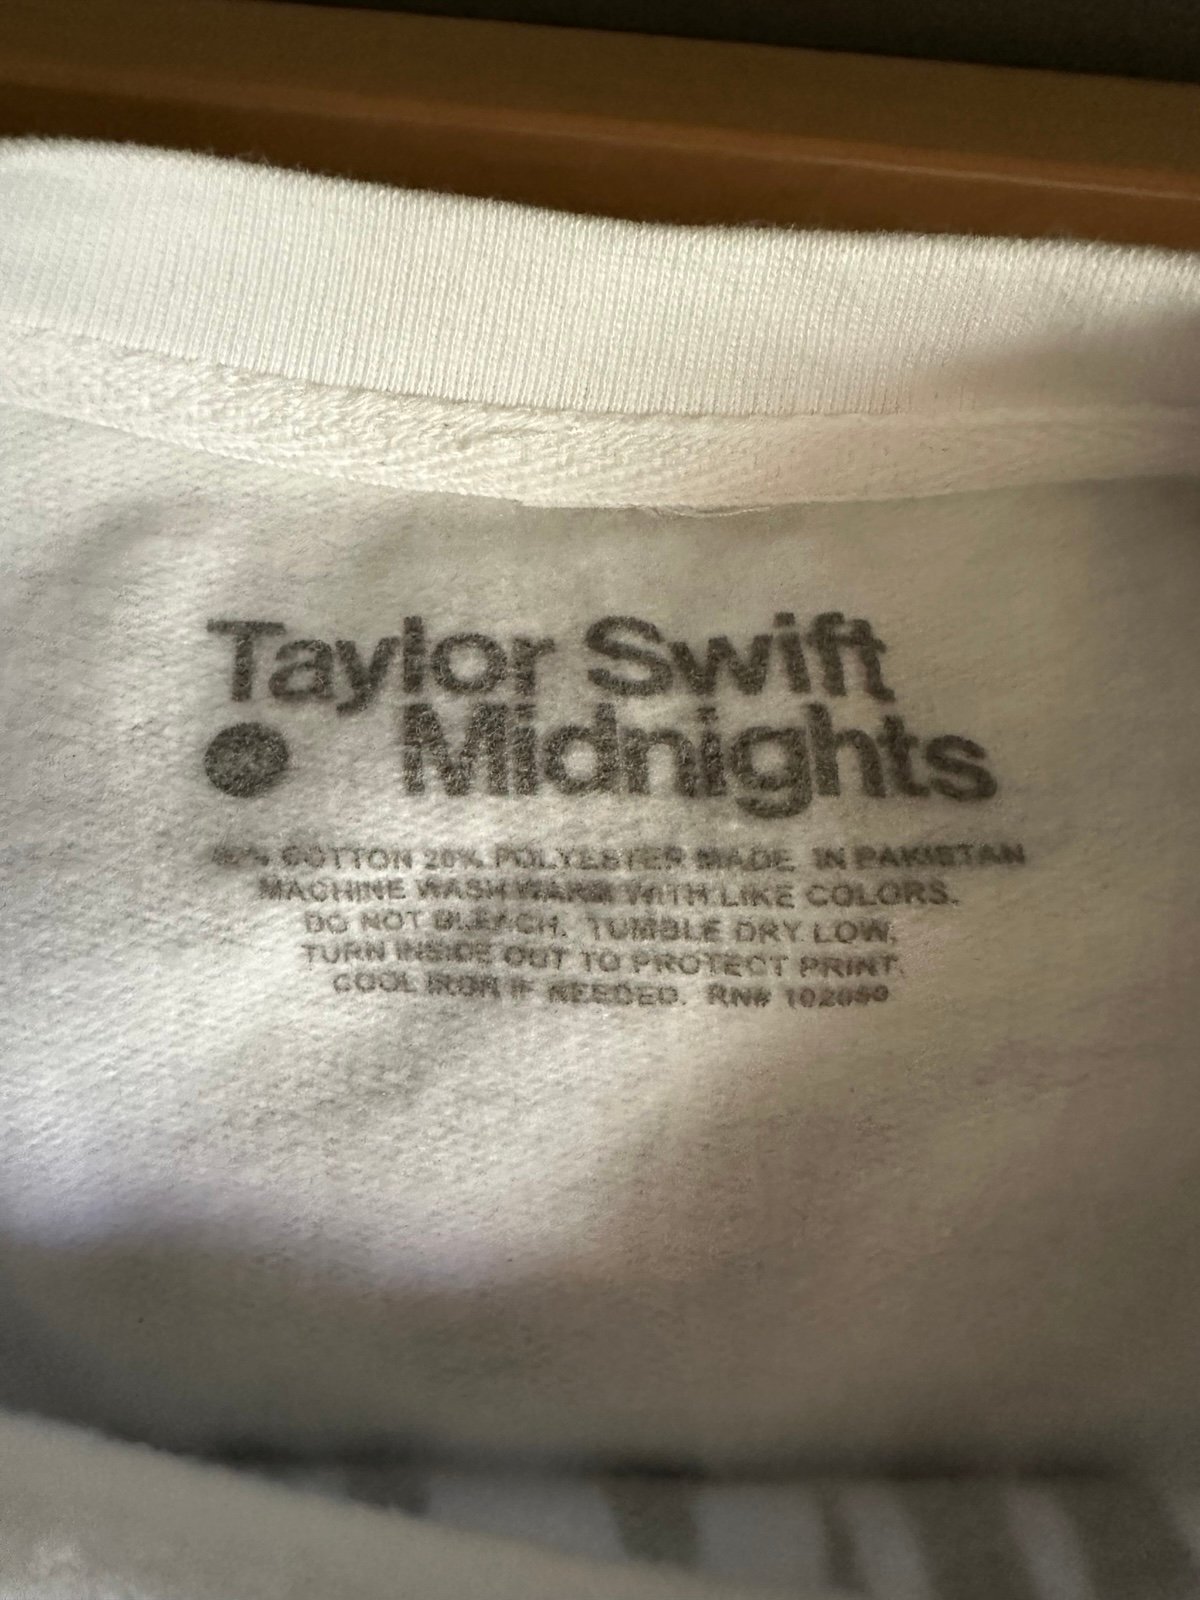 Taylor Swift
Midnights
80% COTTON 20% POLYESTER MADE IN PAKISTAN
MACHINE WASH WARM WITH LIKE COLORS.
DO NOT BLEACH. TUMBLE DRY LOW.
TURN INSIDE OUT TO PROTECT PRINT.
COOL IRON IF NEEDED. RN#